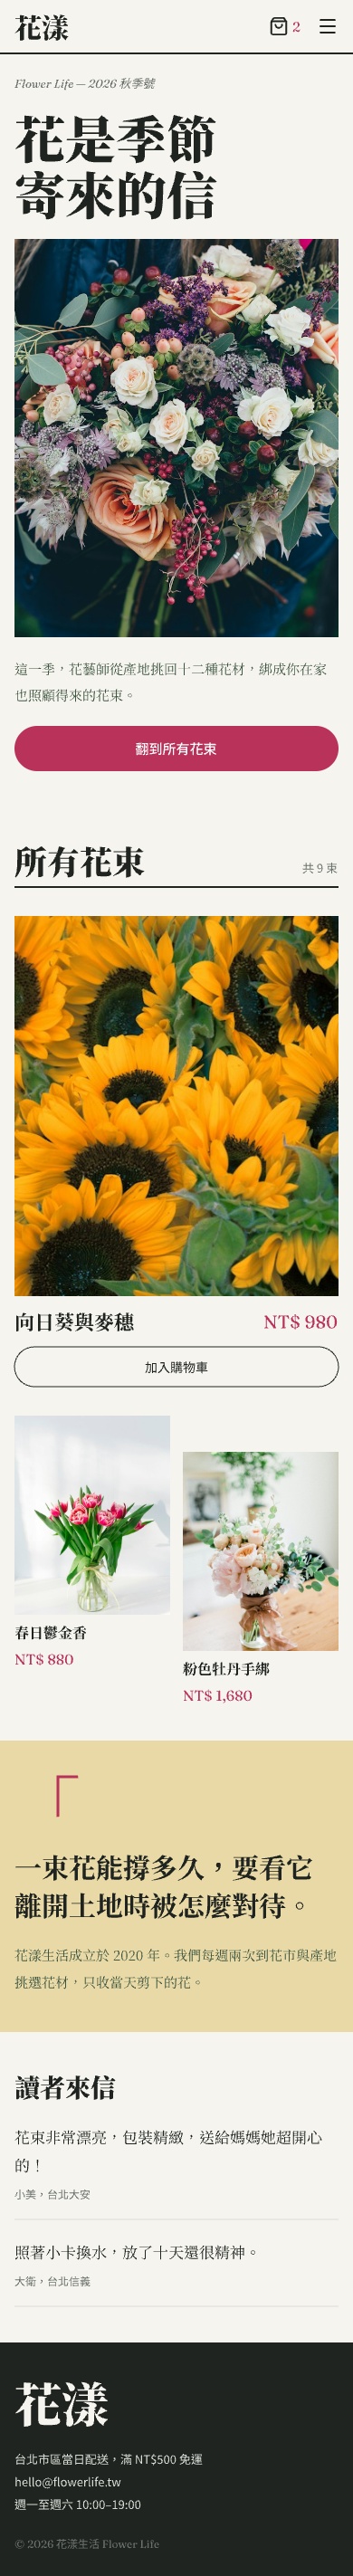 花漾
2
Flower Life — 2026 秋季號
花是季節
寄來的信
這一季，花藝師從產地挑回十二種花材，綁成你在家
也照顧得來的花束。
翻到所有花束
所有花束
共 9 束
向日葵與麥穗
NT$ 980
加入購物車
春日鬱金香
NT$ 880
粉色牡丹手綁
NT$ 1,680
「
一束花能撐多久，要看它
離開土地時被怎麼對待。
花漾生活成立於 2020 年。我們每週兩次到花市與產地
挑選花材，只收當天剪下的花。
讀者來信
花束非常漂亮，包裝精緻，送給媽媽她超開心
的！
小美，台北大安
照著小卡換水，放了十天還很精神。
大衛，台北信義
花漾
台北市區當日配送，滿 NT$500 免運
hello@flowerlife.tw
週一至週六 10:00–19:00
© 2026 花漾生活 Flower Life